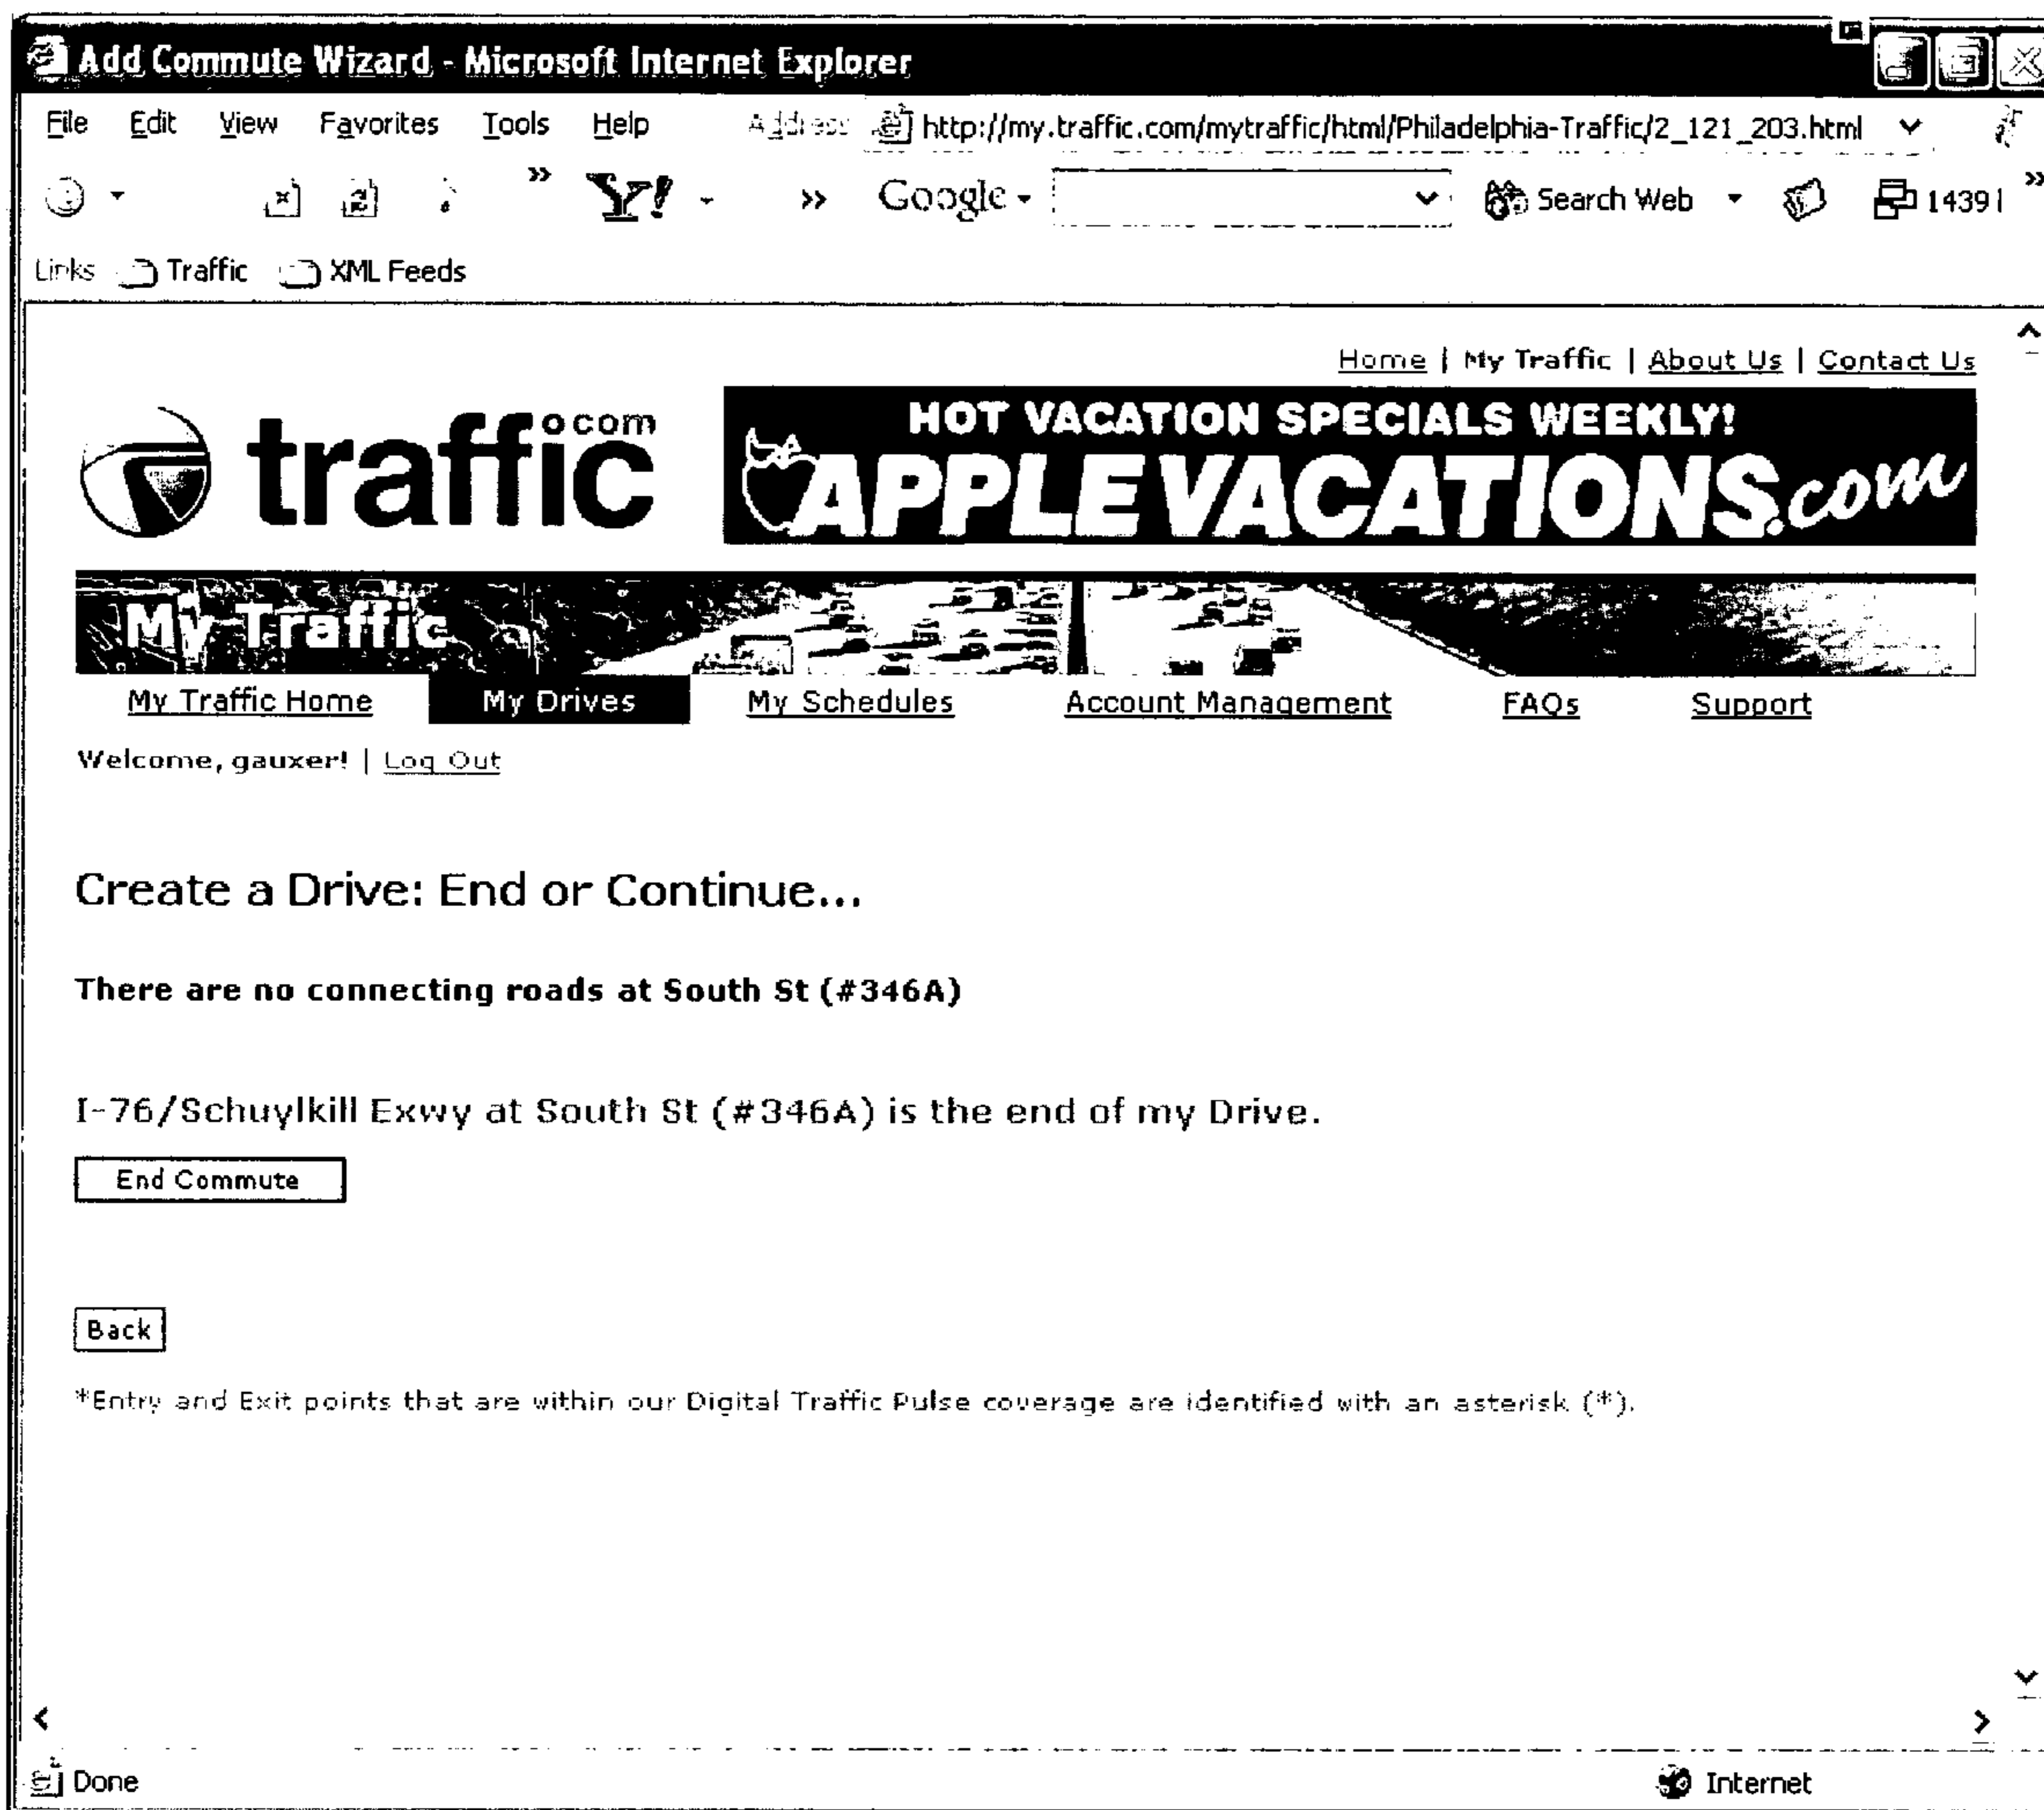 Add Commute Wizard - Microsoft Internet Explorer
File Edit View Favorites Tools Help Address http://my.traffic.com/mytraffic/html/Philadelphia-Traffic/2_121_203.html
» Y! » Google Search Web 1439 »
Links Traffic XML Feeds
Home | My Traffic | About Us | Contact Us
traffic.com
HOT VACATION SPECIALS WEEKLY!
APPLEVACATIONS.com
My Traffic
My Traffic Home My Drives My Schedules Account Management FAQs Support
Welcome, gauxer! | Log Out
Create a Drive: End or Continue...
There are no connecting roads at South St (#346A)
I-76/Schuylkill Exwy at South St (#346A) is the end of my Drive.
End Commute
Back
*Entry and Exit points that are within our Digital Traffic Pulse coverage are identified with an asterisk (*).
Done Internet